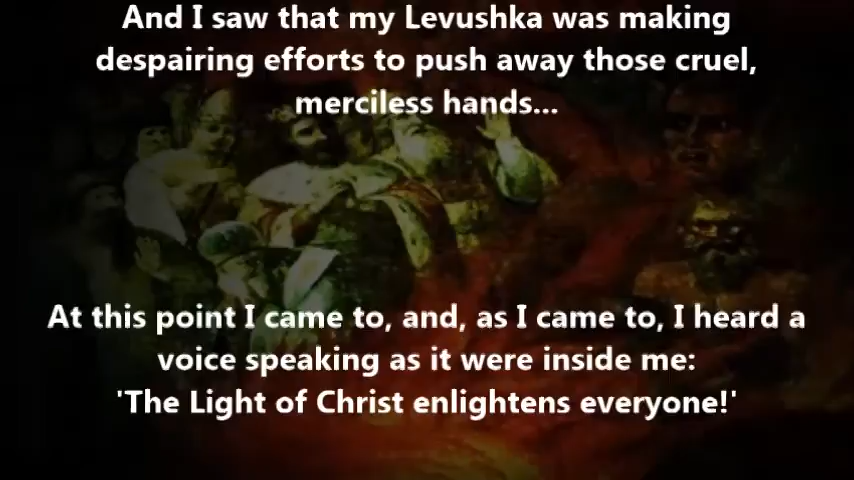 And I saw that my Levushka was making
despairing efforts to push away those cruel,
merciless hands...
At this point I came to, and, as I came to, I heard a
voice speaking as it were inside me:
'The Light of Christ enlightens everyone!'